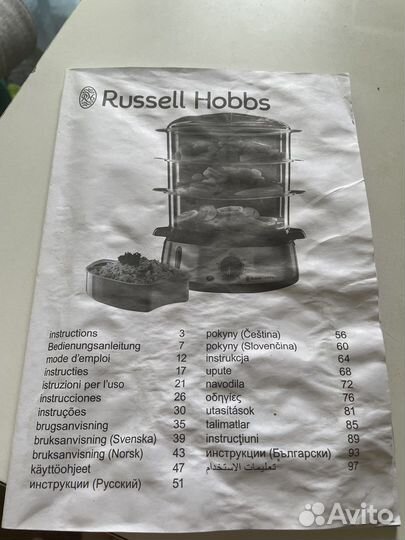 Russell Hobbs
instructions 3
Bedienungsanleitung 7
mode d'emploi 12
instructies 17
istruzioni per l'uso 21
instrucciones 26
instruções 30
brugsanvisning 35
bruksanvisning (Svenska) 39
bruksanvisning (Norsk) 43
käyttöohjeet 47
инструкции (Русский) 51
pokyny (Čeština) 56
pokyny (Slovenčina) 60
instrukcja 64
upute 68
navodila 72
οδηγίες 76
utasítások 81
talimatlar 85
instrucţiuni 89
инструкции (Български) 93
تعليمات الاستخدام 97
Avito